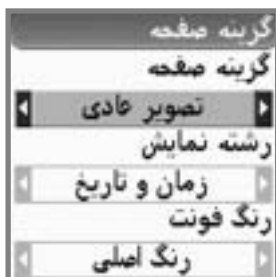 گزینه صفحه
گزینه صفحه
تصویر عادی
رشته نمایش
زمان و تاریخ
رنگ فونت
رنگ اصلی